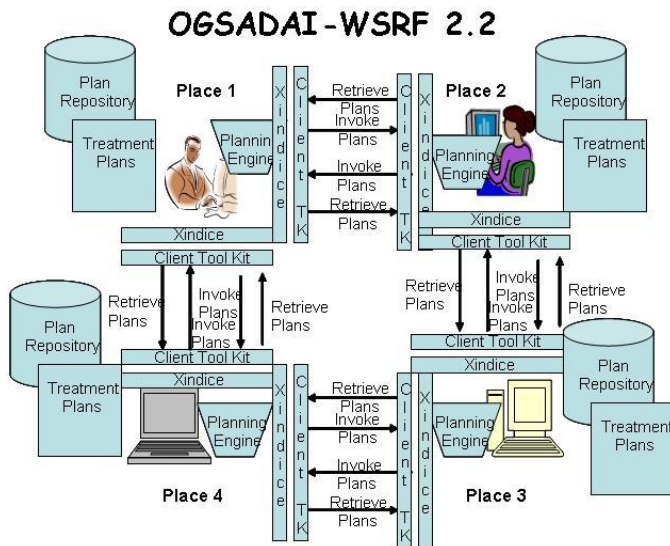 OGSADAI-WSRF 2.2
Plan
Repository
Treatment
Plans
Place 1
Planning
Engine
Xindice
Client TK
Retrieve
Plans
Invoke
Plans
Invoke
Plans
Retrieve
Plans
Client TK
Xindice
Place 2
Planning
Engine
Plan
Repository
Treatment
Plans
Xindice
Client Tool Kit
Xindice
Client Tool Kit
Retrieve
Plans
Invoke
Plans
Invoke
Plans
Retrieve
Plans
Retrieve
Plans
Invoke
Plans
Invoke
Plans
Retrieve
Plans
Client Tool Kit
Xindice
Client Tool Kit
Xindice
Plan
Repository
Treatment
Plans
Planning
Engine
Place 4
Xindice
Client TK
Retrieve
Plans
Invoke
Plans
Invoke
Plans
Retrieve
Plans
Client TK
Xindice
Planning
Engine
Place 3
Plan
Repository
Treatment
Plans